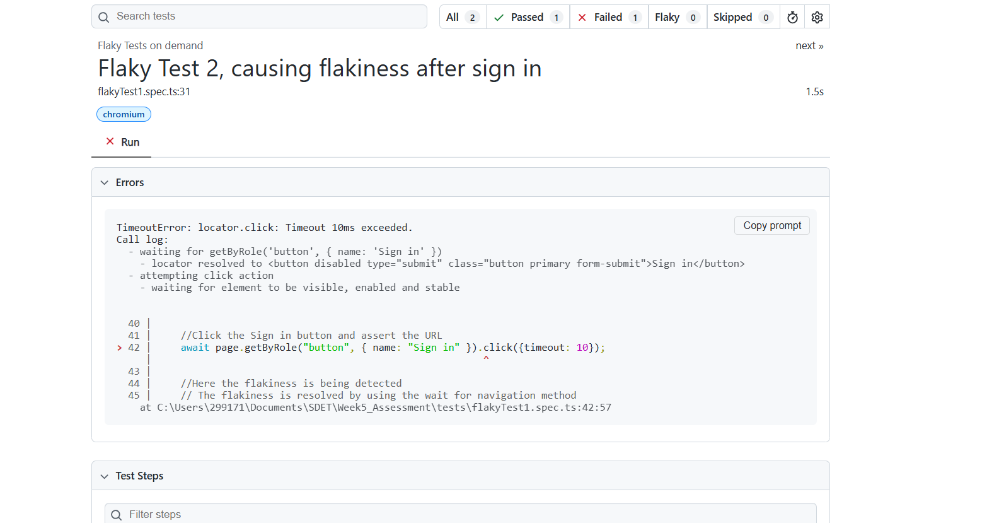 Search tests
All 2 Passed 1 Failed 1 Flaky 0 Skipped 0
Flaky Tests on demand
next »
Flaky Test 2, causing flakiness after sign in
flakyTest1.spec.ts:31
1.5s
chromium
Run
Errors
Copy prompt
TimeoutError: locator.click: Timeout 10ms exceeded.
Call log:
  - waiting for getByRole('button', { name: 'Sign in' })
    - locator resolved to <button disabled type="submit" class="button primary form-submit">Sign in</button>
  - attempting click action
    - waiting for element to be visible, enabled and stable
  40 |
  41 |     //Click the Sign in button and assert the URL
> 42 |     await page.getByRole("button", { name: "Sign in" }).click({timeout: 10});
     |                                                         ^
  43 |
  44 |     //Here the flakiness is being detected
  45 |     // The flakiness is resolved by using the wait for navigation method
    at C:\Users\299171\Documents\SDET\Week5_Assessment\tests\flakyTest1.spec.ts:42:57
Test Steps
Filter steps